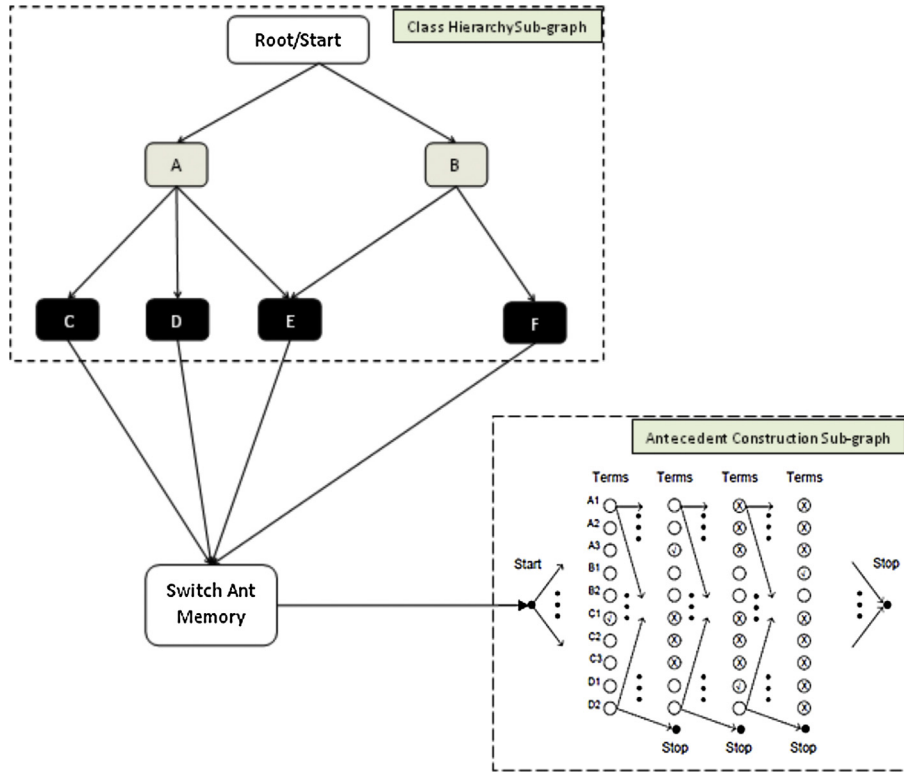 Root/Start
Class HierarchySub-graph
A
B
C
D
E
F
Antecedent Construction Sub-graph
Terms Terms Terms Terms
A1
A2
A3
Start
Stop
B1
B2
Switch Ant
Memory
C1
C2
C3
D1
D2
Stop
Stop Stop